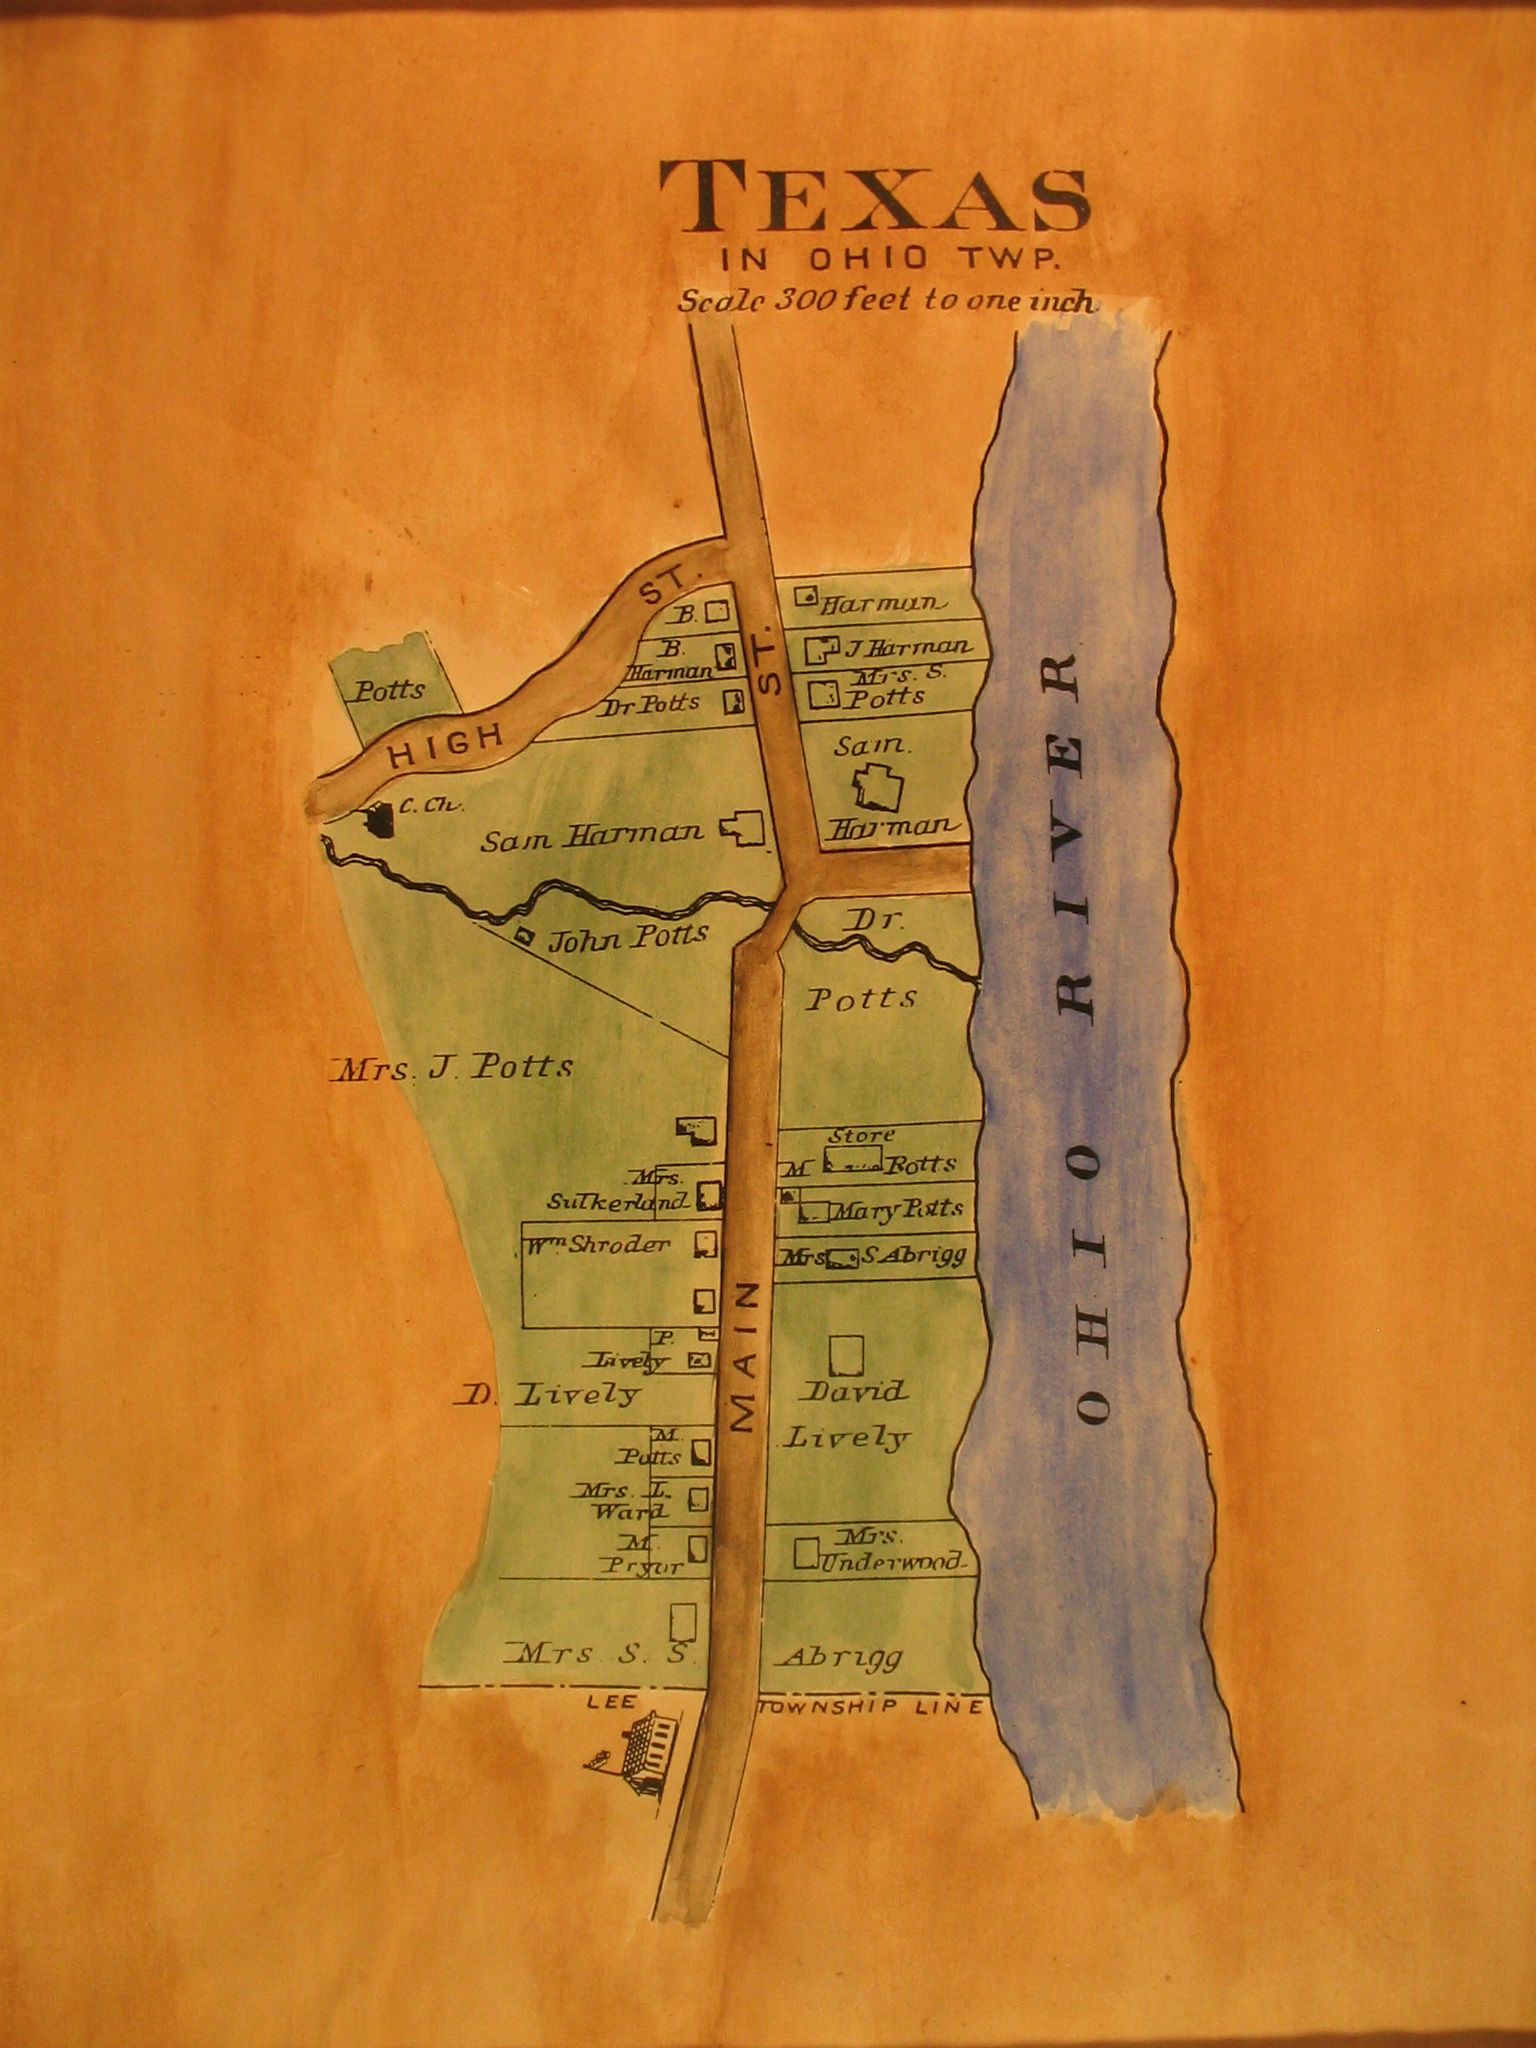 TEXAS
IN OHIO TWP.
Scale 300 feet to one inch
HIGH ST.
B.
Harman
B.
Harman
J Harman
Dr Potts
Mrs. S.
Potts
Potts
C. Ch.
Sam Harman
Sam.
Harman
John Potts
Dr.
Potts
Mrs. J. Potts
Store
M Potts
Mrs.
Sutkerland
Mary Potts
Wm Shroder
Mrs S Abrigg
P.
Lively
D. Lively
David
Lively
M.
Potts
Mrs. L.
Ward
M.
Pryor
Mrs.
Underwood
Mrs S. S. Abrigg
LEE TOWNSHIP LINE
MAIN ST.
OHIO RIVER